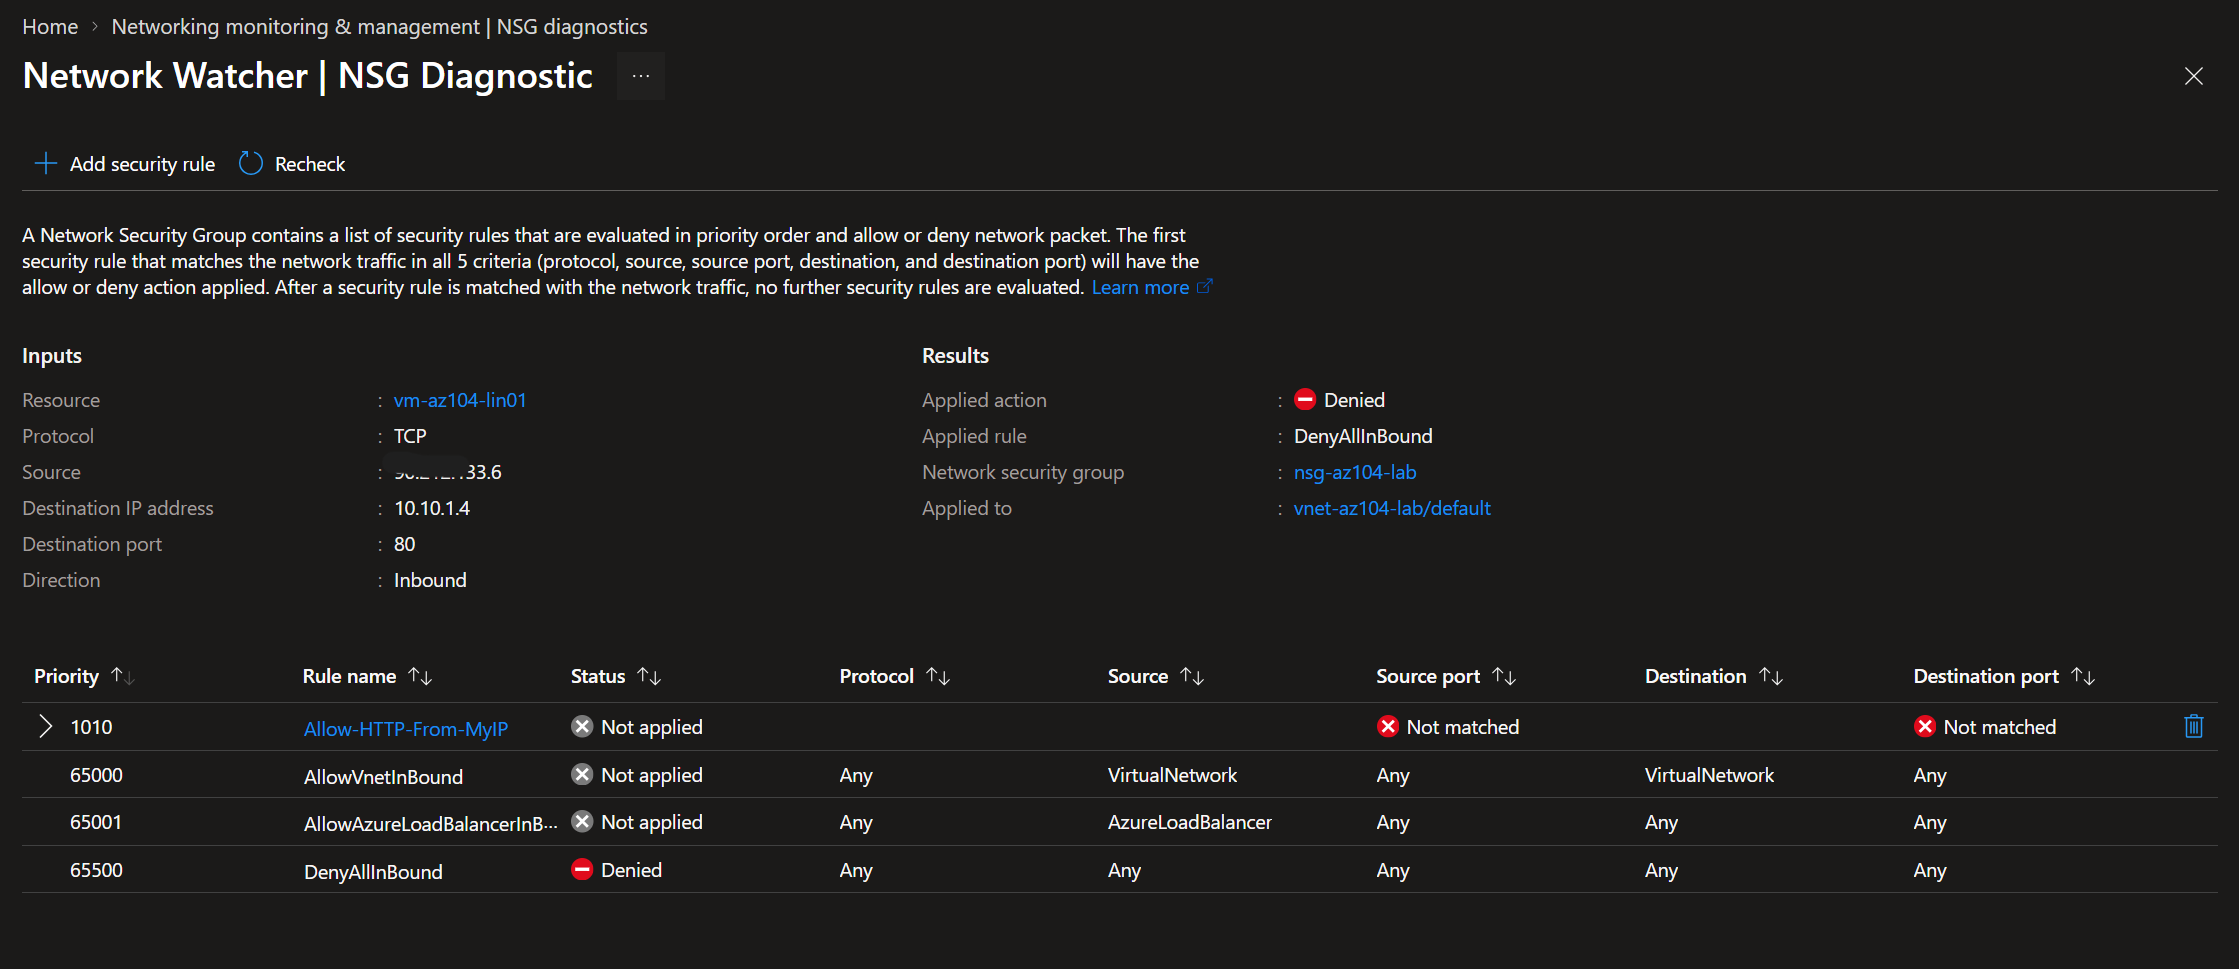 Home > Networking monitoring & management | NSG diagnostics
Network Watcher | NSG Diagnostic ...
Add security rule Recheck
A Network Security Group contains a list of security rules that are evaluated in priority order and allow or deny network packet. The first
security rule that matches the network traffic in all 5 criteria (protocol, source, source port, destination, and destination port) will have the
allow or deny action applied. After a security rule is matched with the network traffic, no further security rules are evaluated. Learn more
Inputs
Resource : vm-az104-lin01
Protocol : TCP
Source : 33.6
Destination IP address : 10.10.1.4
Destination port : 80
Direction : Inbound
Results
Applied action : Denied
Applied rule : DenyAllInBound
Network security group : nsg-az104-lab
Applied to : vnet-az104-lab/default
Priority Rule name Status Protocol Source Source port Destination Destination port
1010 Allow-HTTP-From-MyIP Not applied Not matched Not matched
65000 AllowVnetInBound Not applied Any VirtualNetwork Any VirtualNetwork Any
65001 AllowAzureLoadBalancerInB... Not applied Any AzureLoadBalancer Any Any Any
65500 DenyAllInBound Denied Any Any Any Any Any